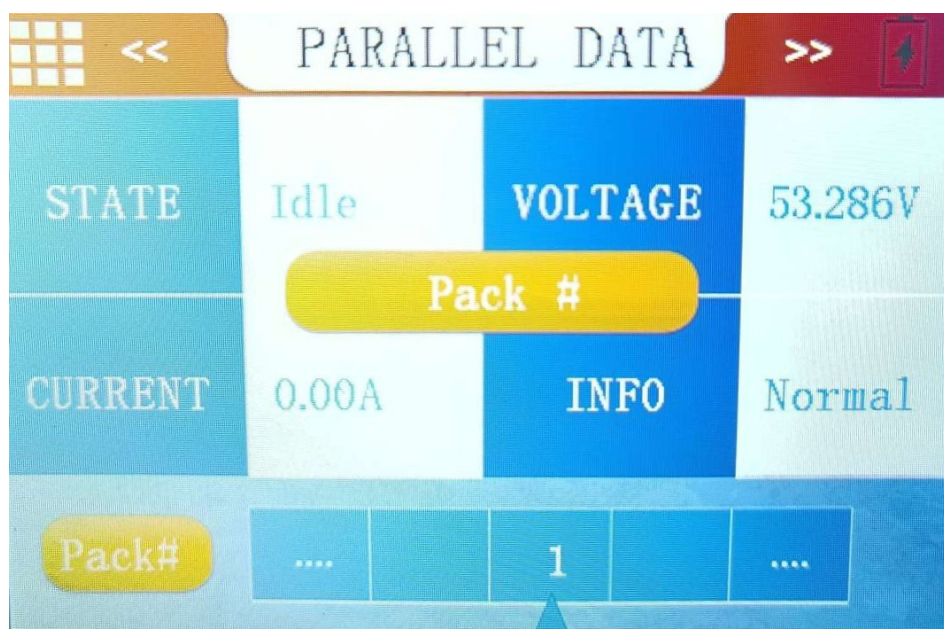 << PARALLEL DATA >>
STATE Idle VOLTAGE 53.286V
Pack #
CURRENT 0.00A INFO Normal
Pack# .... 1 ....